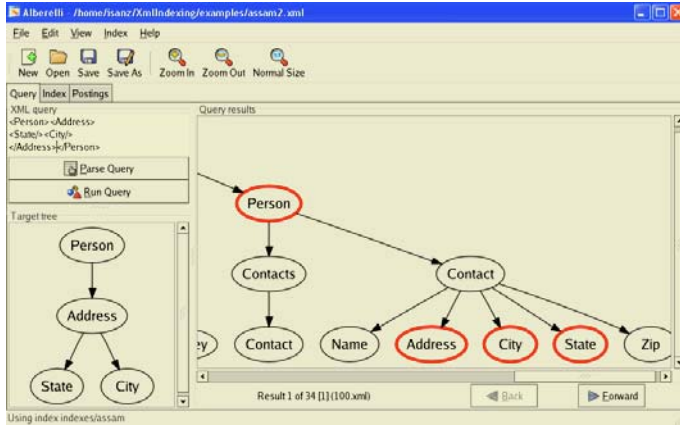 Alberelli - /home/isanz/XmlIndexing/examples/assam2.xml
File Edit View Index Help
New Open Save Save As Zoom In Zoom Out Normal Size
Query Index Postings
XML query
<Person><Address>
<State/><City/>
</Address></Person>
Parse Query
Run Query
Target tree
Person
Address
State City
Query results
Person
Contacts Contact
ey Contact Name Address City State Zip
Result 1 of 34 [1](100.xml) Back Forward
Using index indexes/assam